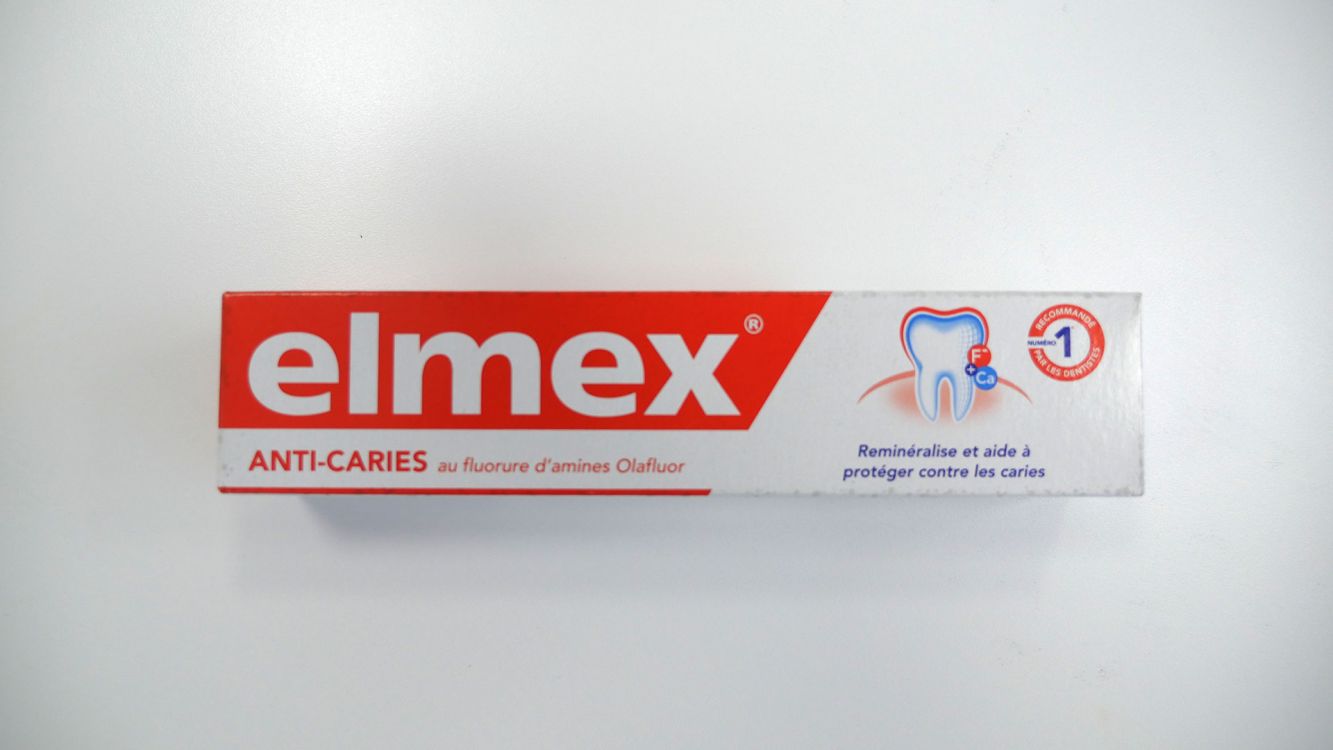 elmex®
ANTI-CARIES au fluorure d'amines Olafluor
F-
+
Ca
Reminéralise et aide à
protéger contre les caries
RECOMMANDÉ
NUMÉRO 1
PAR LES DENTISTES